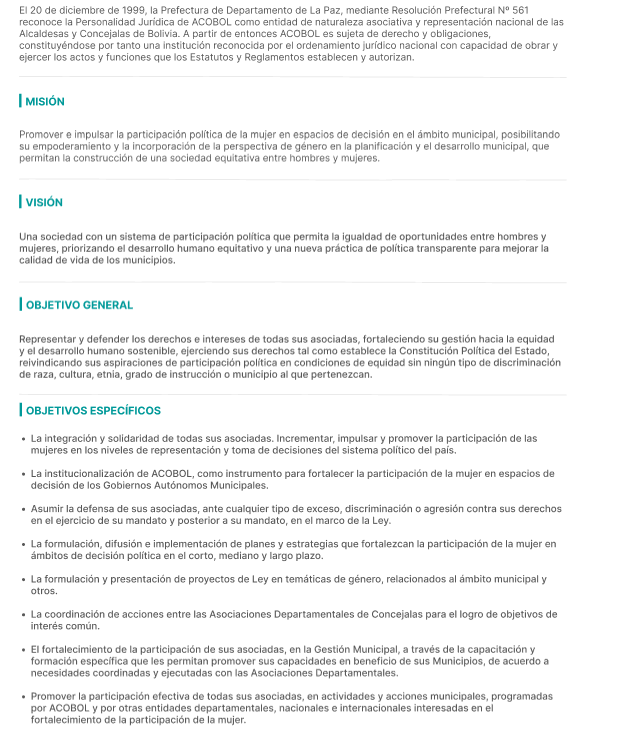 El 20 de diciembre de 1999, la Prefectura de Departamento de La Paz, mediante Resolución Prefectural Nº 561
reconoce la Personalidad Jurídica de ACOBOL como entidad de naturaleza asociativa y representación nacional de las
Alcaldesas y Concejalas de Bolivia. A partir de entonces ACOBOL es sujeta de derecho y obligaciones,
constituyéndose por tanto una institución reconocida por el ordenamiento jurídico nacional con capacidad de obrar y
ejercer los actos y funciones que los Estatutos y Reglamentos establecen y autorizan.
MISIÓN
Promover e impulsar la participación política de la mujer en espacios de decisión en el ámbito municipal, posibilitando
su empoderamiento y la incorporación de la perspectiva de género en la planificación y el desarrollo municipal, que
permitan la construcción de una sociedad equitativa entre hombres y mujeres.
VISIÓN
Una sociedad con un sistema de participación política que permita la igualdad de oportunidades entre hombres y
mujeres, priorizando el desarrollo humano equitativo y una nueva práctica de política transparente para mejorar la
calidad de vida de los municipios.
OBJETIVO GENERAL
Representar y defender los derechos e intereses de todas sus asociadas, fortaleciendo su gestión hacia la equidad
y el desarrollo humano sostenible, ejerciendo sus derechos tal como establece la Constitución Política del Estado,
reivindicando sus aspiraciones de participación política en condiciones de equidad sin ningún tipo de discriminación
de raza, cultura, etnia, grado de instrucción o municipio al que pertenezcan.
OBJETIVOS ESPECÍFICOS
• La integración y solidaridad de todas sus asociadas. Incrementar, impulsar y promover la participación de las
mujeres en los niveles de representación y toma de decisiones del sistema político del país.
• La institucionalización de ACOBOL, como instrumento para fortalecer la participación de la mujer en espacios de
decisión de los Gobiernos Autónomos Municipales.
• Asumir la defensa de sus asociadas, ante cualquier tipo de exceso, discriminación o agresión contra sus derechos
en el ejercicio de su mandato y posterior a su mandato, en el marco de la Ley.
• La formulación, difusión e implementación de planes y estrategias que fortalezcan la participación de la mujer en
ámbitos de decisión política en el corto, mediano y largo plazo.
• La formulación y presentación de proyectos de Ley en temáticas de género, relacionados al ámbito municipal y
otros.
• La coordinación de acciones entre las Asociaciones Departamentales de Concejalas para el logro de objetivos de
interés común.
• El fortalecimiento de la participación de sus asociadas, en la Gestión Municipal, a través de la capacitación y
formación específica que les permitan promover sus capacidades en beneficio de sus Municipios, de acuerdo a
necesidades coordinadas y ejecutadas con las Asociaciones Departamentales.
• Promover la participación efectiva de todas sus asociadas, en actividades y acciones municipales, programadas
por ACOBOL y por otras entidades departamentales, nacionales e internacionales interesadas en el
fortalecimiento de la participación de la mujer.